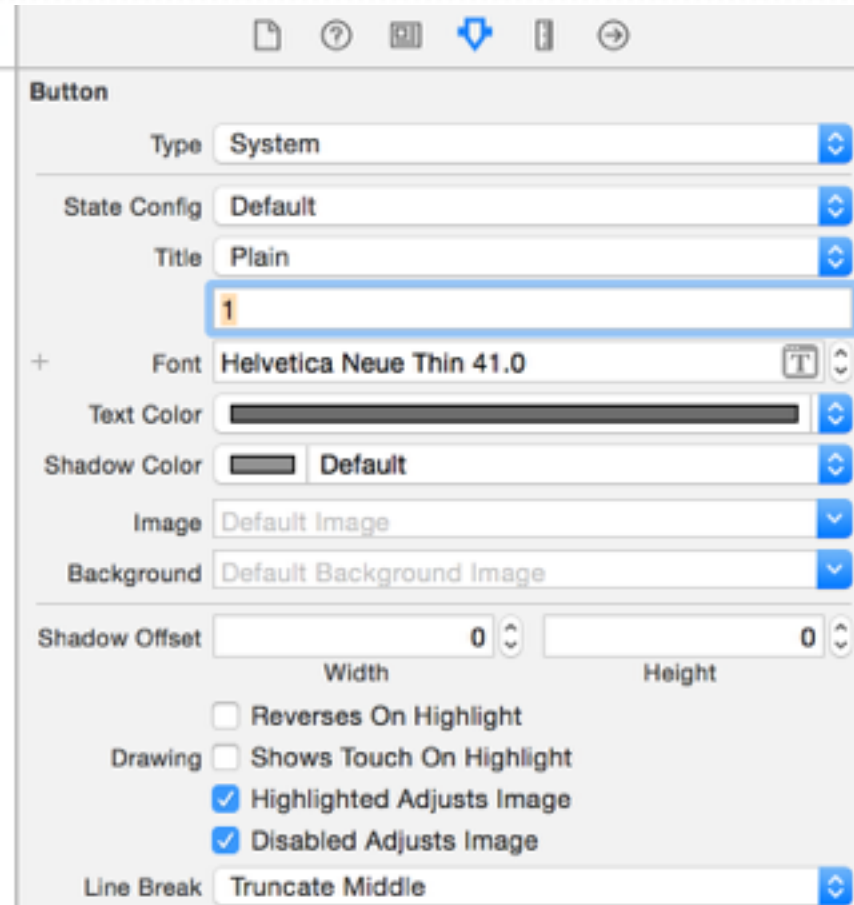 Button
Type System
State Config Default
Title Plain
1
+ Font Helvetica Neue Thin 41.0 T
Text Color
Shadow Color Default
Image Default Image
Background Default Background Image
Shadow Offset 0 0
Width Height
Reverses On Highlight
Drawing Shows Touch On Highlight
Highlighted Adjusts Image
Disabled Adjusts Image
Line Break Truncate Middle